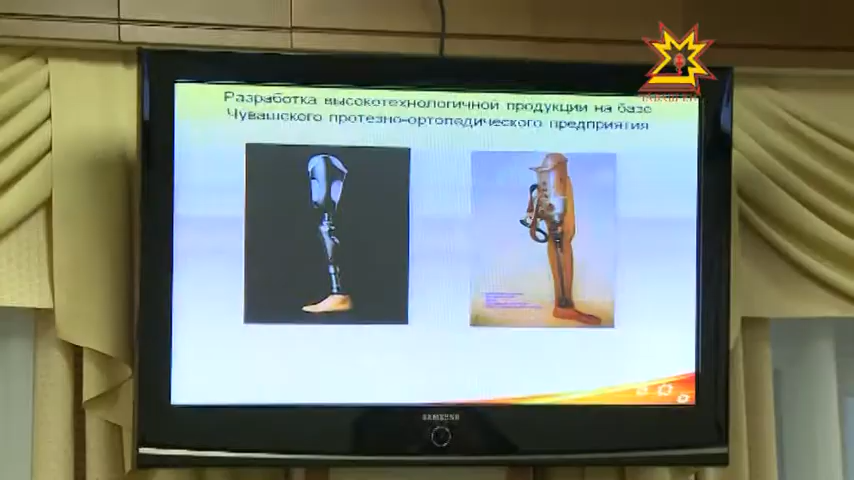 Разработка высокотехнологичной продукции на базе
Чувашского протезно-ортопедического предприятия
SAMSUNG